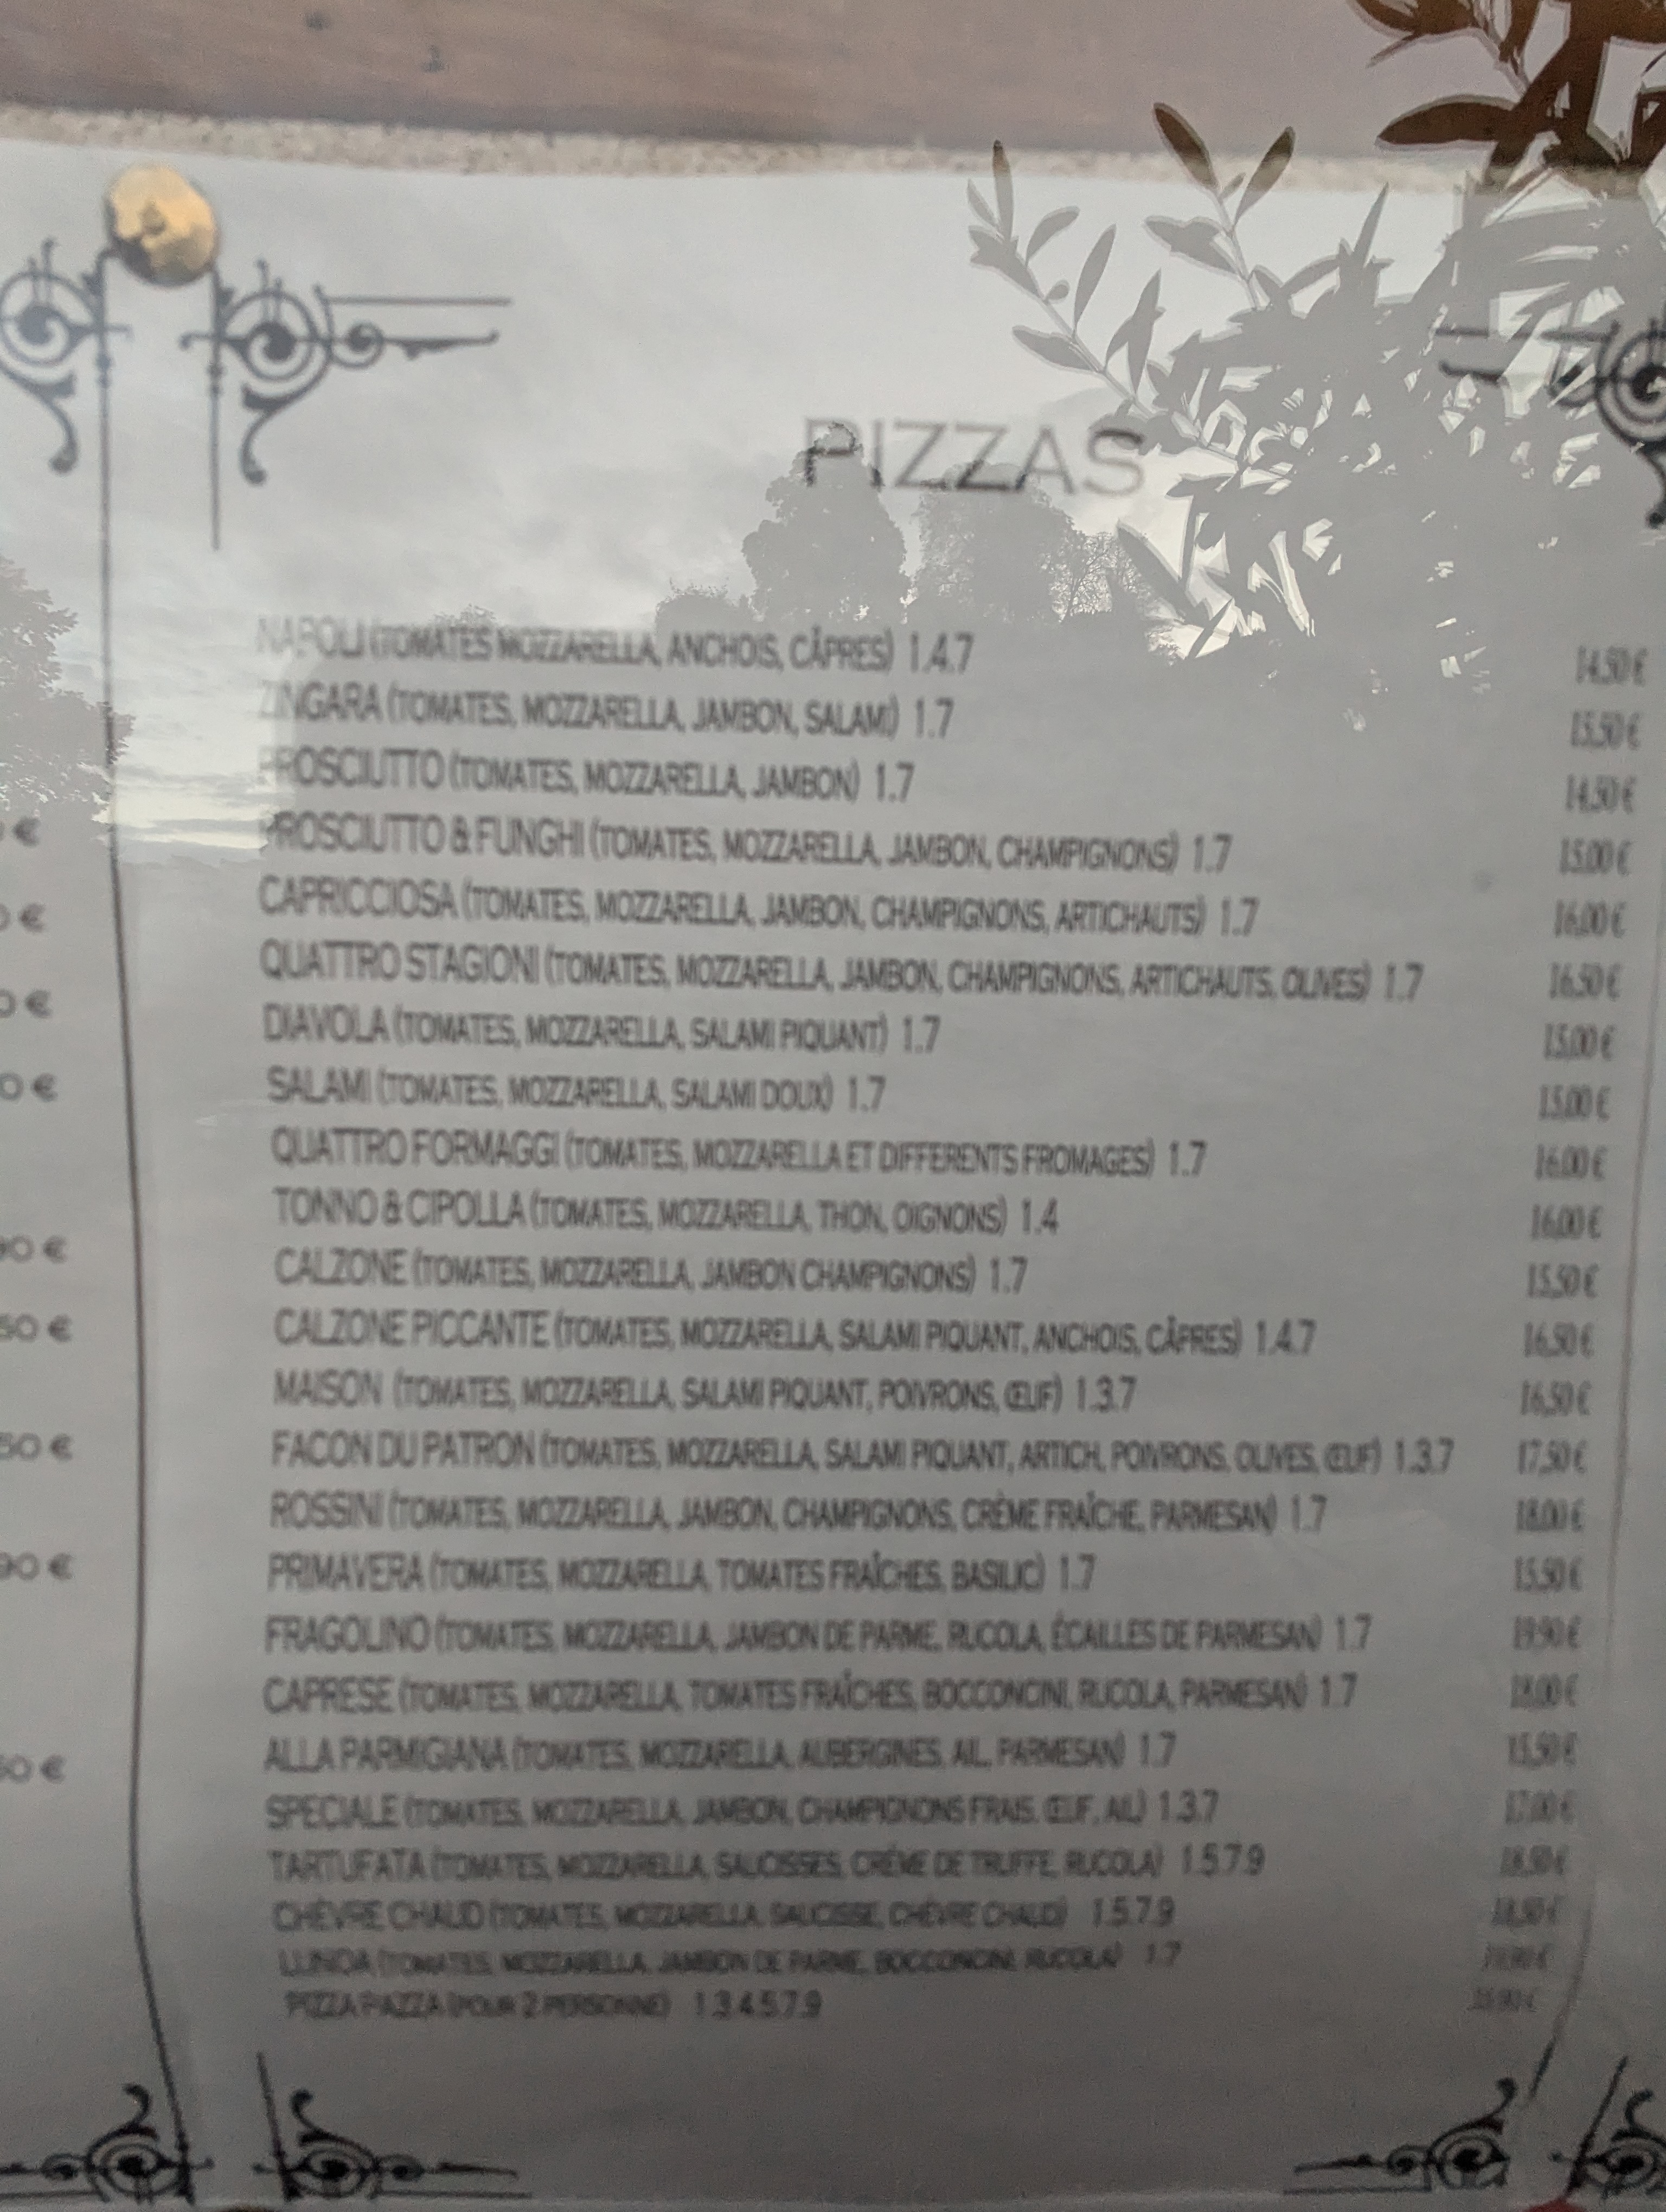 PIZZAS
NAPOLI (TOMATES MOZZARELLA, ANCHOIS, CÂPRES) 1.4.7 14.50 €
ZINGARA (TOMATES, MOZZARELLA, JAMBON, SALAMI) 1.7 15.50 €
PROSCIUTTO (TOMATES, MOZZARELLA, JAMBON) 1.7 14.50 €
PROSCIUTTO & FUNGHI (TOMATES, MOZZARELLA, JAMBON, CHAMPIGNONS) 1.7 15.00 €
CAPRICCIOSA (TOMATES, MOZZARELLA, JAMBON, CHAMPIGNONS, ARTICHAUTS) 1.7 16.00 €
QUATTRO STAGIONI (TOMATES, MOZZARELLA, JAMBON, CHAMPIGNONS, ARTICHAUTS, OLIVES) 1.7 16.50 €
DIAVOLA (TOMATES, MOZZARELLA, SALAMI PIQUANT) 1.7 15.00 €
SALAMI (TOMATES, MOZZARELLA, SALAMI DOUX) 1.7 15.00 €
QUATTRO FORMAGGI (TOMATES, MOZZARELLA ET DIFFERENTS FROMAGES) 1.7 16.00 €
TONNO & CIPOLLA (TOMATES, MOZZARELLA, THON, OIGNONS) 1.4 16.00 €
CALZONE (TOMATES, MOZZARELLA, JAMBON CHAMPIGNONS) 1.7 15.50 €
CALZONE PICCANTE (TOMATES, MOZZARELLA, SALAMI PIQUANT, ANCHOIS, CÂPRES) 1.4.7 16.50 €
MAISON (TOMATES, MOZZARELLA, SALAMI PIQUANT, POIVRONS, ŒUF) 1.3.7 16.50 €
FACON DU PATRON (TOMATES, MOZZARELLA, SALAMI PIQUANT, ARTICH, POIVRONS, OLIVES, ŒUF) 1.3.7 17.50 €
ROSSINI (TOMATES, MOZZARELLA, JAMBON, CHAMPIGNONS, CRÈME FRAÎCHE, PARMESAN) 1.7 18.00 €
PRIMAVERA (TOMATES, MOZZARELLA, TOMATES FRAÎCHES, BASILIC) 1.7 15.50 €
FRAGOLINO (TOMATES, MOZZARELLA, JAMBON DE PARME, RUCOLA, ÉCAILLES DE PARMESAN) 1.7 19.90 €
CAPRESE (TOMATES, MOZZARELLA, TOMATES FRAÎCHES, BOCCONCINI, RUCOLA, PARMESAN) 1.7 18.00 €
ALLA PARMIGIANA (TOMATES, MOZZARELLA, AUBERGINES, AIL, PARMESAN) 1.7 15.50 €
SPECIALE (TOMATES, MOZZARELLA, JAMBON, CHAMPIGNONS FRAIS, ŒUF, AIL) 1.3.7 17.00 €
TARTUFATA (TOMATES, MOZZARELLA, SAUCISSES, CRÈME DE TRUFFE, RUCOLA) 1.5.7.9 18.50 €
CHÈVRE CHAUD (TOMATES, MOZZARELLA, SAUCISSE, CHÈVRE CHAUD) 1.5.7.9 18.50 €
(TOMATES, MOZZARELLA, JAMBON DE PARME, BOCCONCINI, RUCOLA) 1.7
PIZZA PAZZA (POUR 2 PERSONNE) 1.3.4.5.7.9